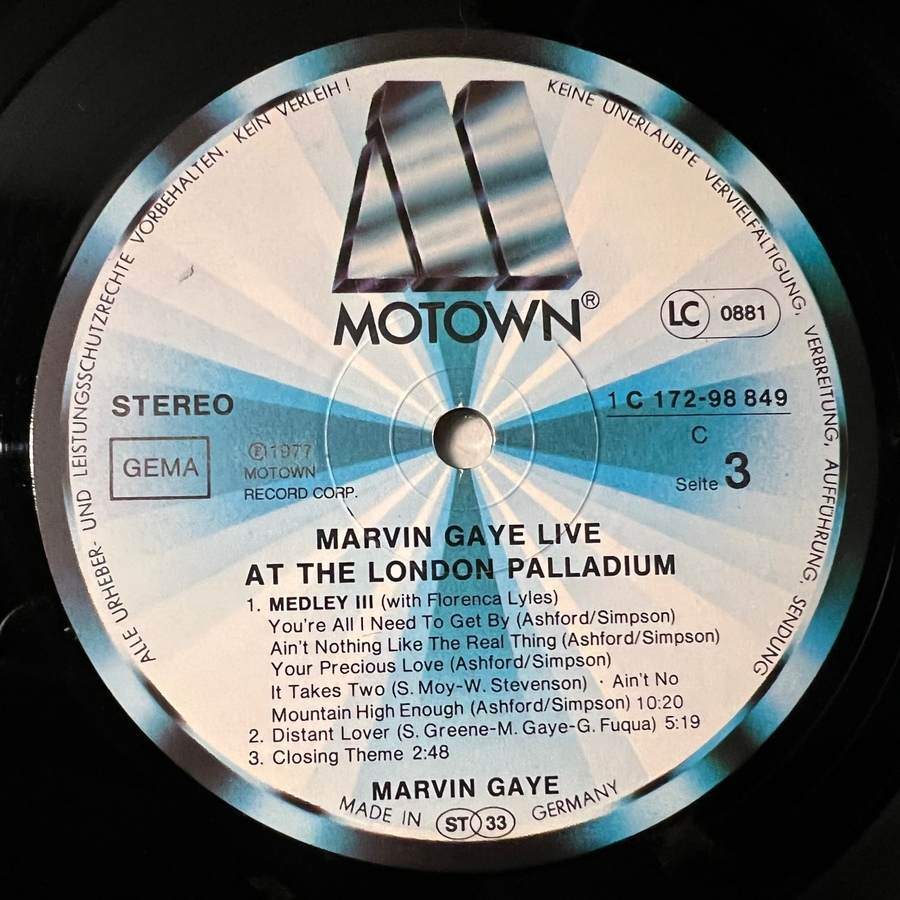 ALLE URHEBER- UND LEISTUNGSSCHUTZRECHTE VORBEHALTEN. KEIN VERLEIH !
KEINE UNERLAUBTE VERVIELFÄLTIGUNG, VERBREITUNG, AUFFÜHRUNG, SENDUNG
MOTOWN®
LC 0881
STEREO
1 C 172-98 849
GEMA
C
Ⓟ1977
MOTOWN
RECORD CORP.
Seite 3
MARVIN GAYE LIVE
AT THE LONDON PALLADIUM
1. MEDLEY III (with Florenca Lyles)
You're All I Need To Get By (Ashford/Simpson)
Ain't Nothing Like The Real Thing (Ashford/Simpson)
Your Precious Love (Ashford/Simpson)
It Takes Two (S. Moy-W. Stevenson) · Ain't No
Mountain High Enough (Ashford/Simpson) 10:20
2. Distant Lover (S. Greene-M. Gaye-G. Fuqua) 5:19
3. Closing Theme 2:48
MARVIN GAYE
MADE IN ST 33 GERMANY